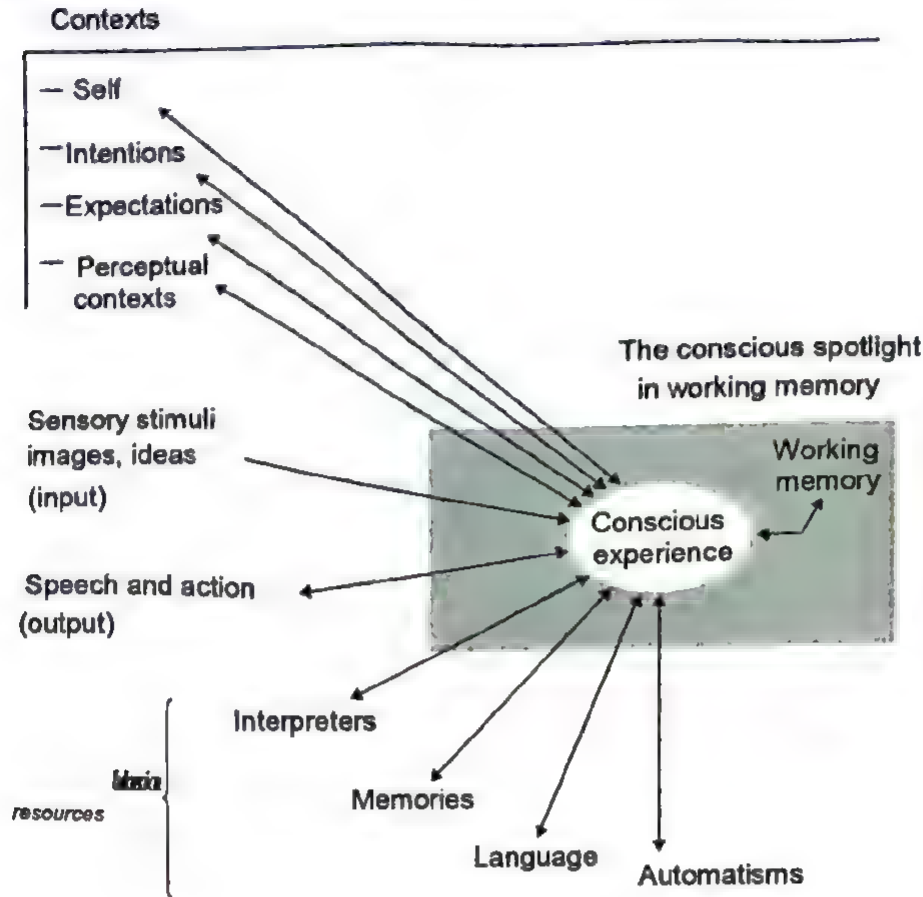 Contexts
— Self
— Intentions
— Expectations
— Perceptual
contexts
The conscious spotlight
in working memory
Sensory stimuli
images, ideas
(input)
Working
memory
Conscious
experience
Speech and action
(output)
Interpreters
resources
Memories
Language
Automatisms